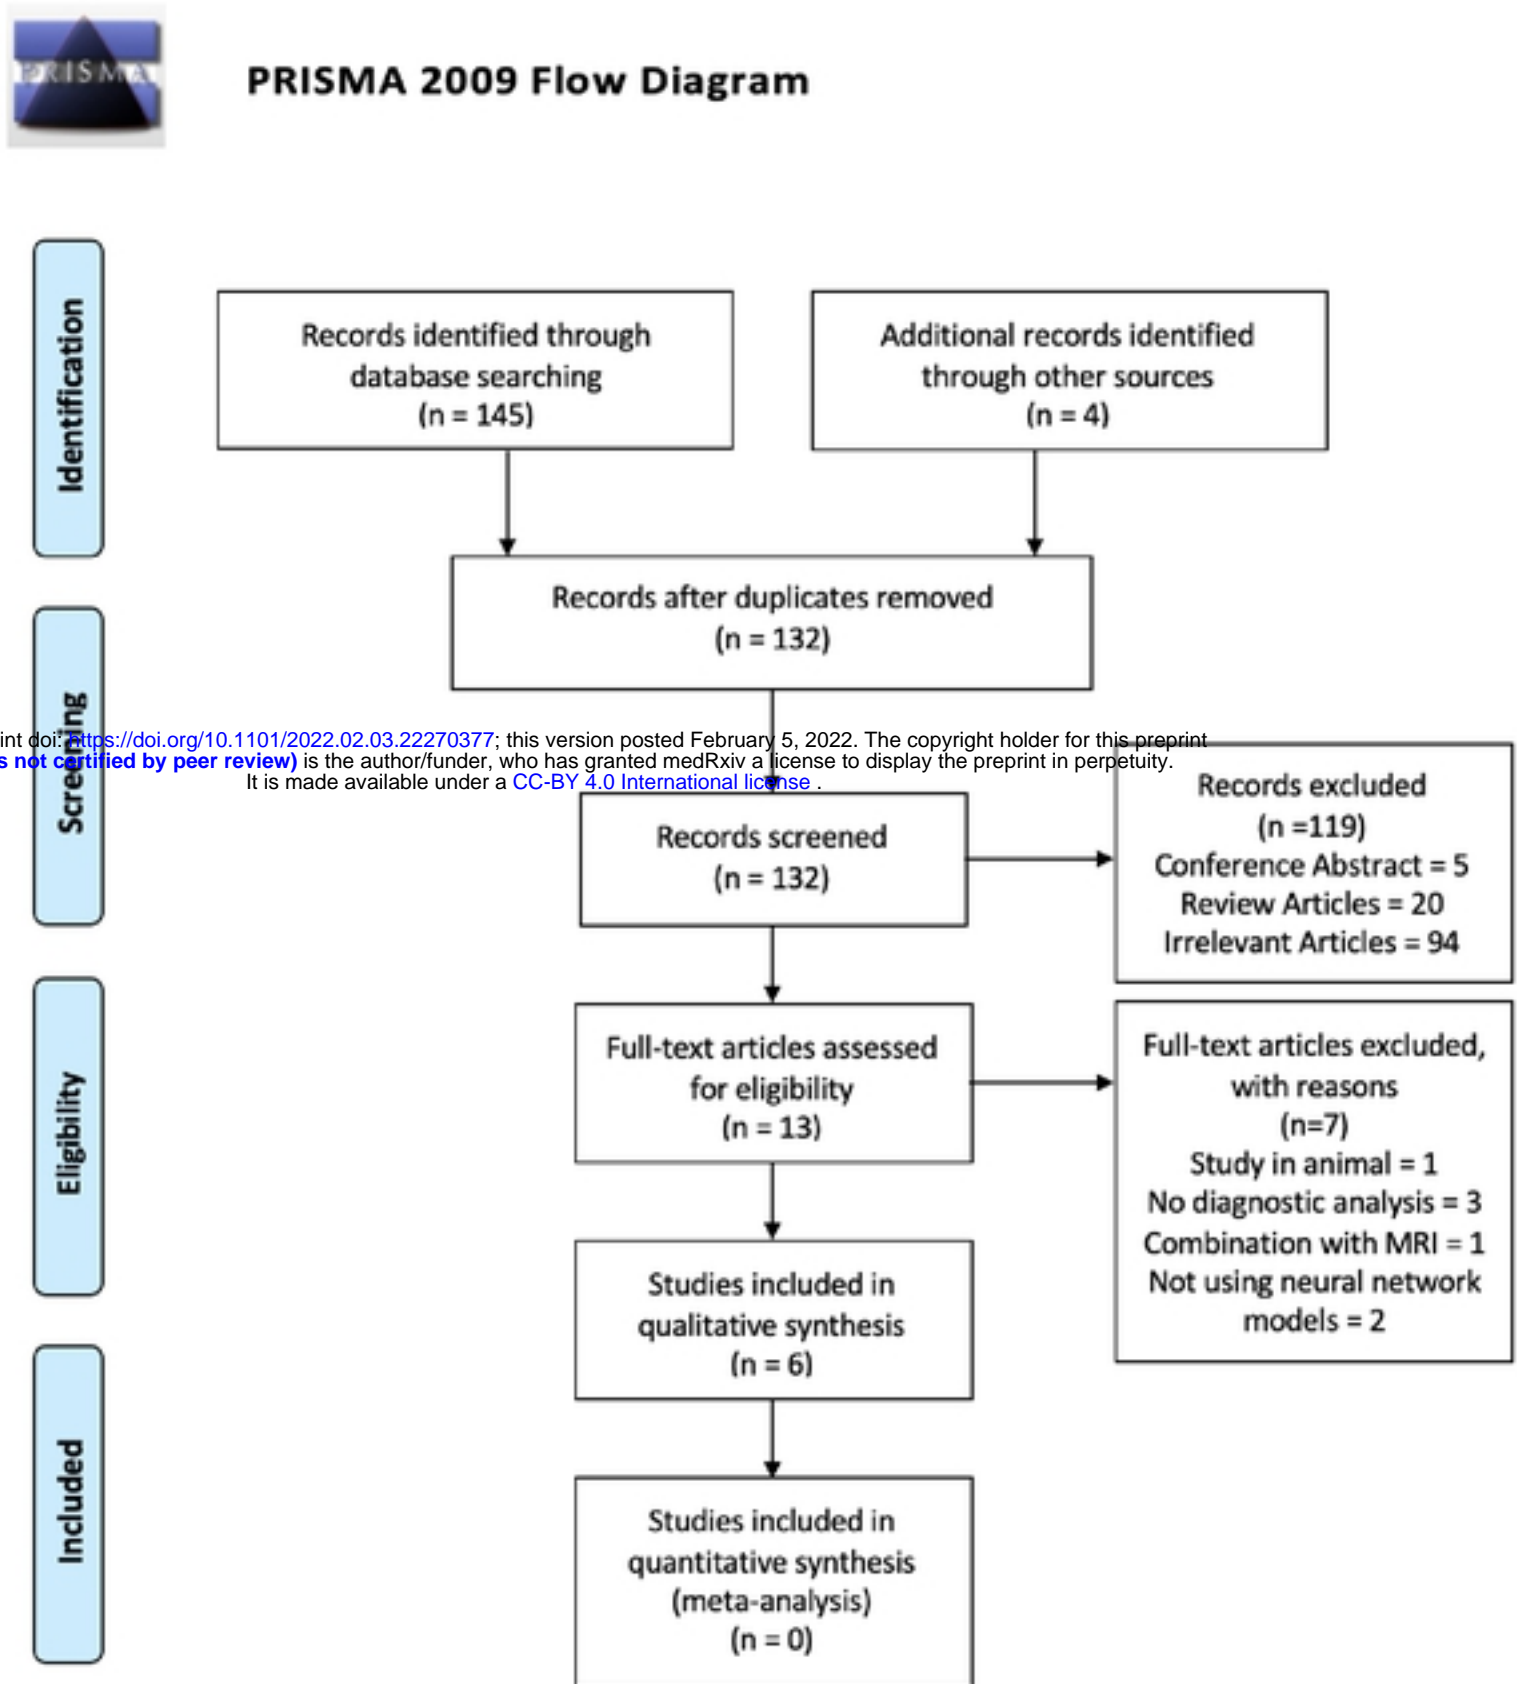 PRISMA
PRISMA 2009 Flow Diagram
Identification
Records identified through
database searching
(n = 145)
Additional records identified
through other sources
(n = 4)
Records after duplicates removed
(n = 132)
Screening
int doi: https://doi.org/10.1101/2022.02.03.22270377; this version posted February 5, 2022. The copyright holder for this preprint
s not certified by peer review) is the author/funder, who has granted medRxiv a license to display the preprint in perpetuity.
It is made available under a CC-BY 4.0 International license .
Records screened
(n = 132)
Records excluded
(n =119)
Conference Abstract = 5
Review Articles = 20
Irrelevant Articles = 94
Eligibility
Full-text articles assessed
for eligibility
(n = 13)
Full-text articles excluded,
with reasons
(n=7)
Study in animal = 1
No diagnostic analysis = 3
Combination with MRI = 1
Not using neural network
models = 2
Studies included in
qualitative synthesis
(n = 6)
Included
Studies included in
quantitative synthesis
(meta-analysis)
(n = 0)